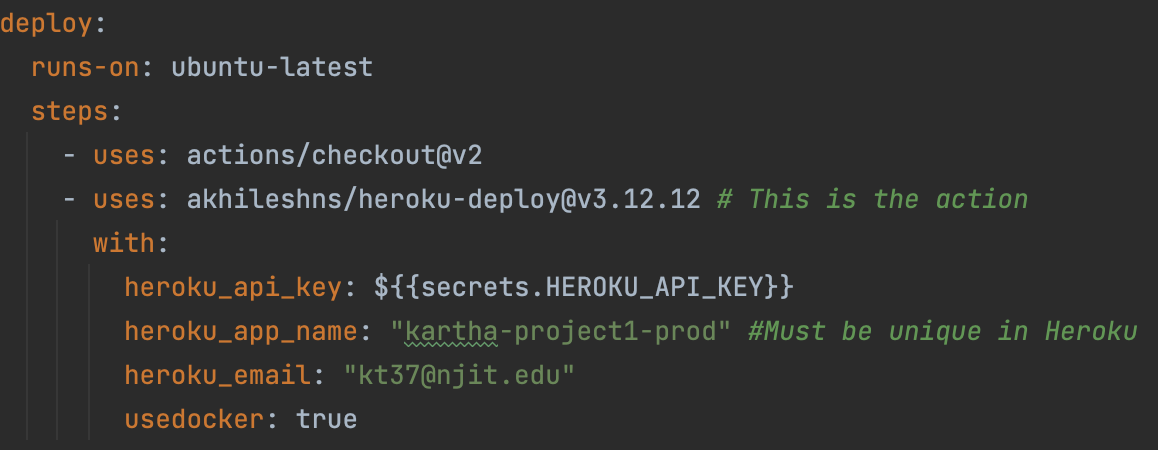 deploy:
runs-on: ubuntu-latest
steps:
- uses: actions/checkout@v2
- uses: akhileshns/heroku-deploy@v3.12.12 # This is the action
with:
heroku_api_key: ${{secrets.HEROKU_API_KEY}}
heroku_app_name: "kartha-project1-prod" #Must be unique in Heroku
heroku_email: "kt37@njit.edu"
usedocker: true